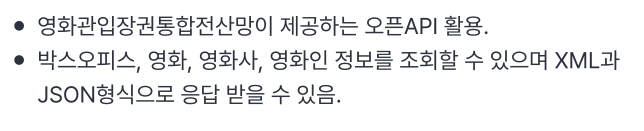 ● 영화관입장권통합전산망이 제공하는 오픈API 활용.
● 박스오피스, 영화, 영화사, 영화인 정보를 조회할 수 있으며 XML과
JSON형식으로 응답 받을 수 있음.